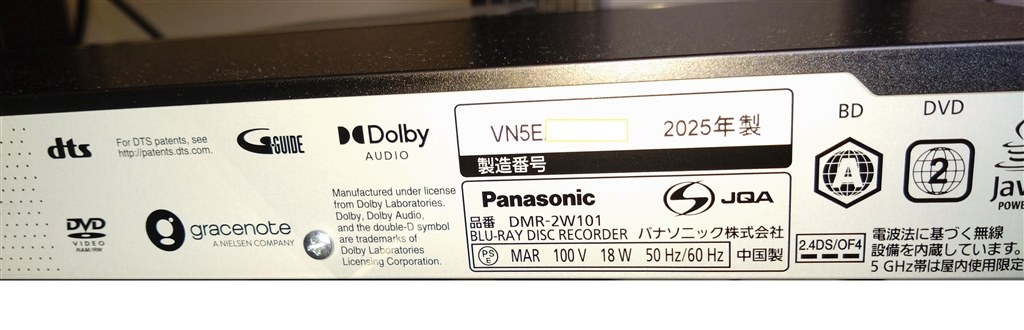 dts
For DTS patents, see
http://patents.dts.com.
G-GUIDE
Dolby
AUDIO
VN5E
2025年製
製造番号
BD
DVD
A
2
DVD
VIDEO
RAM/RW
gracenote
A NIELSEN COMPANY
Manufactured under license
from Dolby Laboratories.
Dolby, Dolby Audio,
and the double-D symbol
are trademarks of
Dolby Laboratories
Licensing Corporation.
Panasonic
JQA
品番 DMR-2W101
BLU-RAY DISC RECORDER パナソニック株式会社
PS
E
MAR 100 V 18 W 50 Hz/60 Hz 中国製
2.4DS/OF4
電波法に基づく無線
設備を内蔵しています。
5 GHz帯は屋内使用限定